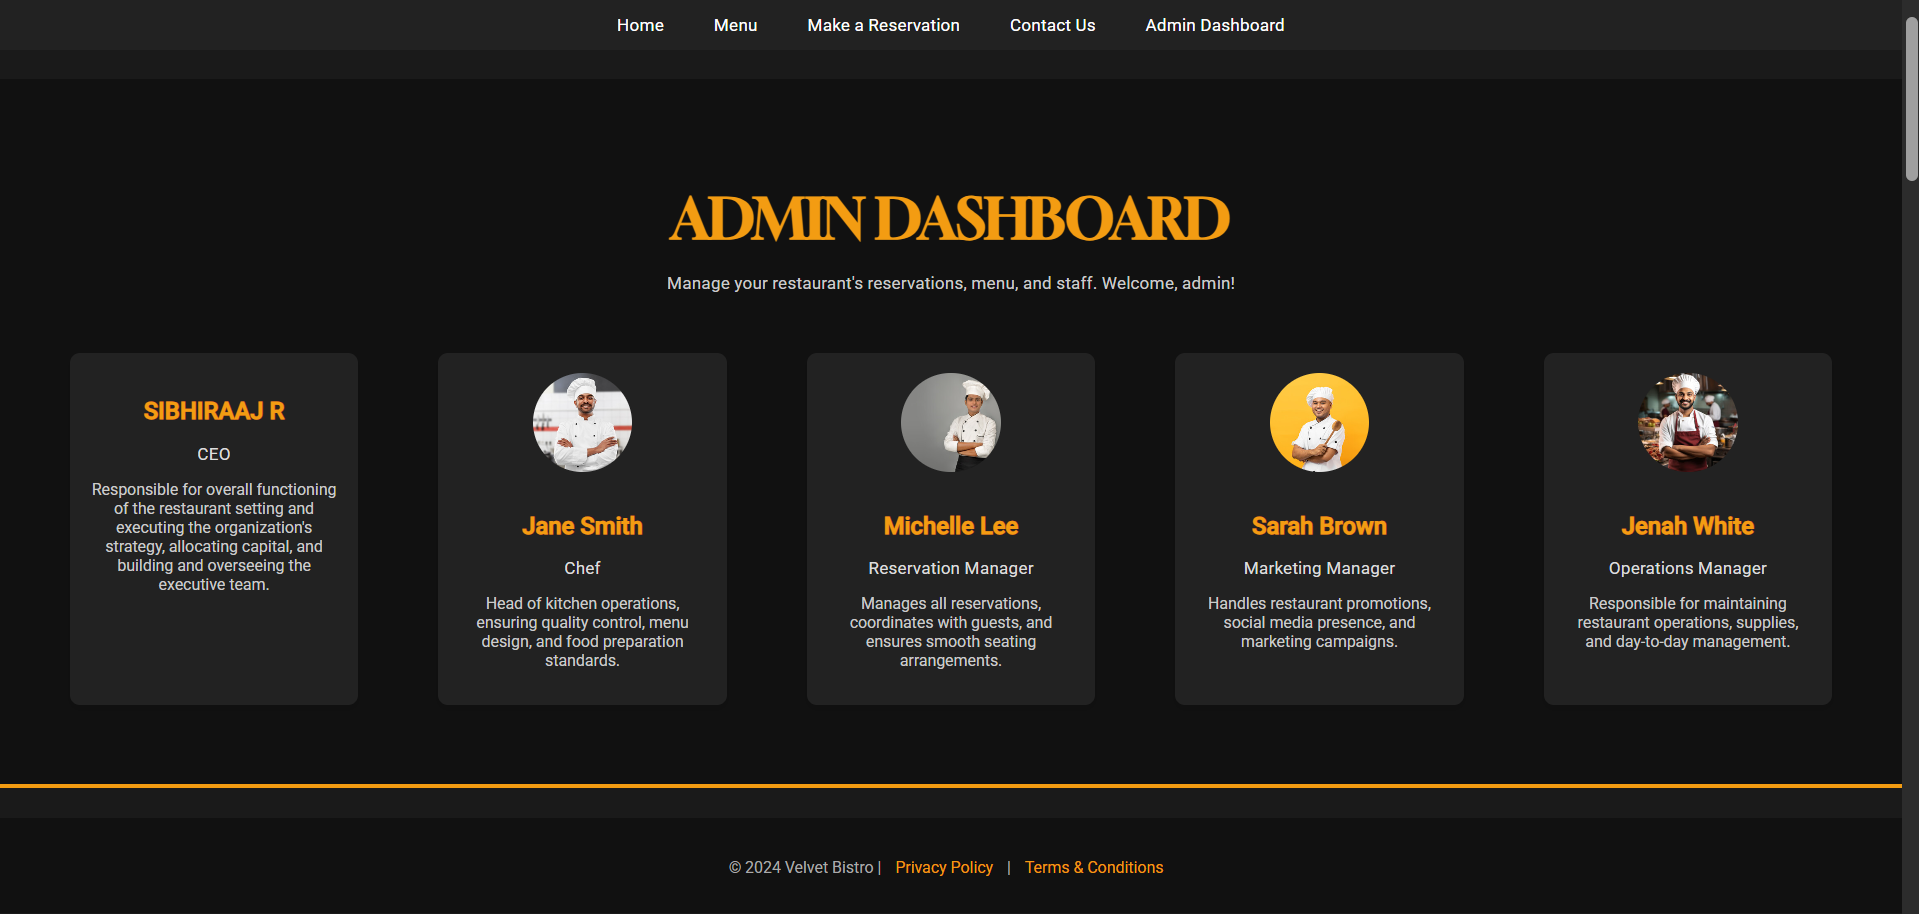 Home Menu Make a Reservation Contact Us Admin Dashboard
ADMIN DASHBOARD
Manage your restaurant's reservations, menu, and staff. Welcome, admin!
SIBHIRAAJ R
CEO
Responsible for overall functioning
of the restaurant setting and
executing the organization's
strategy, allocating capital, and
building and overseeing the
executive team.
Jane Smith
Chef
Head of kitchen operations,
ensuring quality control, menu
design, and food preparation
standards.
Michelle Lee
Reservation Manager
Manages all reservations,
coordinates with guests, and
ensures smooth seating
arrangements.
Sarah Brown
Marketing Manager
Handles restaurant promotions,
social media presence, and
marketing campaigns.
Jenah White
Operations Manager
Responsible for maintaining
restaurant operations, supplies,
and day-to-day management.
© 2024 Velvet Bistro | Privacy Policy | Terms & Conditions